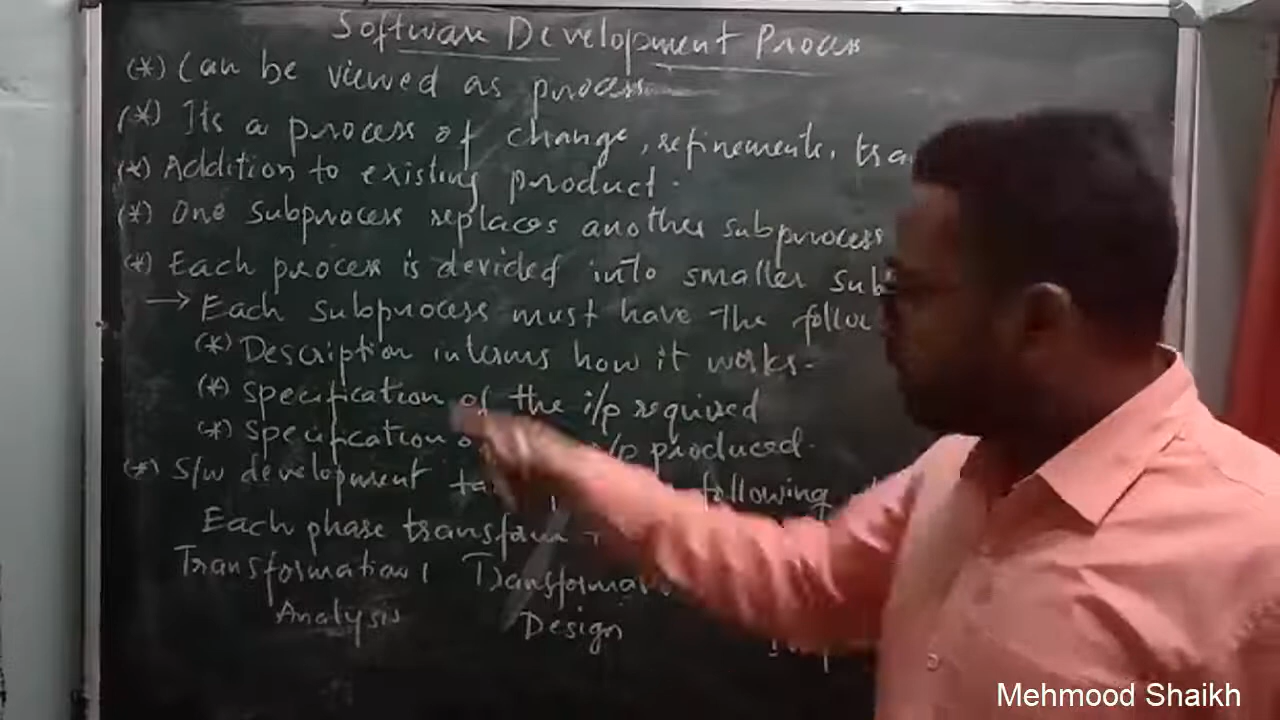 Software Development Process
(*) Can be viewed as process
(*) Its a process of change, refinements, tra
(*) Addition to existing product.
(*) One subprocess replaces another subprocess
(*) Each process is devided into smaller sub
→ Each subprocess must have the follow
(*) Description interms how it works.
(*) Specification of the i/p required
(*) Specification o /p produced.
(*) S/w development ta following
Each phase transform
Transformation 1 Transforma
Analysis Design
Mehmood Shaikh